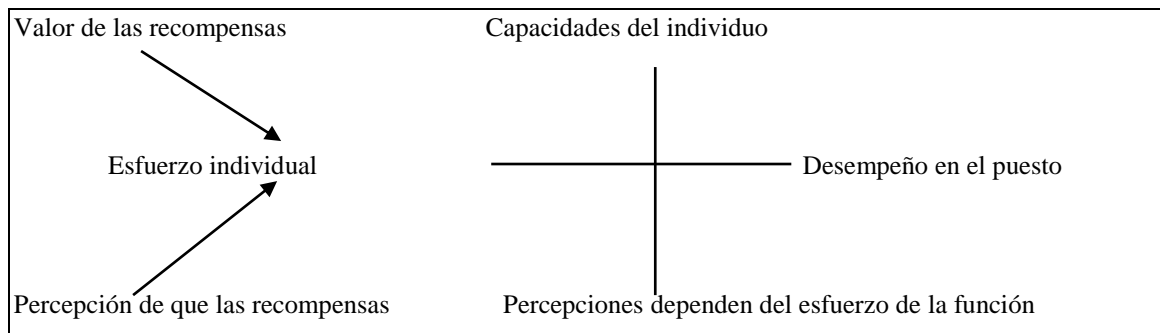 Valor de las recompensas
Capacidades del individuo
Esfuerzo individual
Desempeño en el puesto
Percepción de que las recompensas
Percepciones dependen del esfuerzo de la función